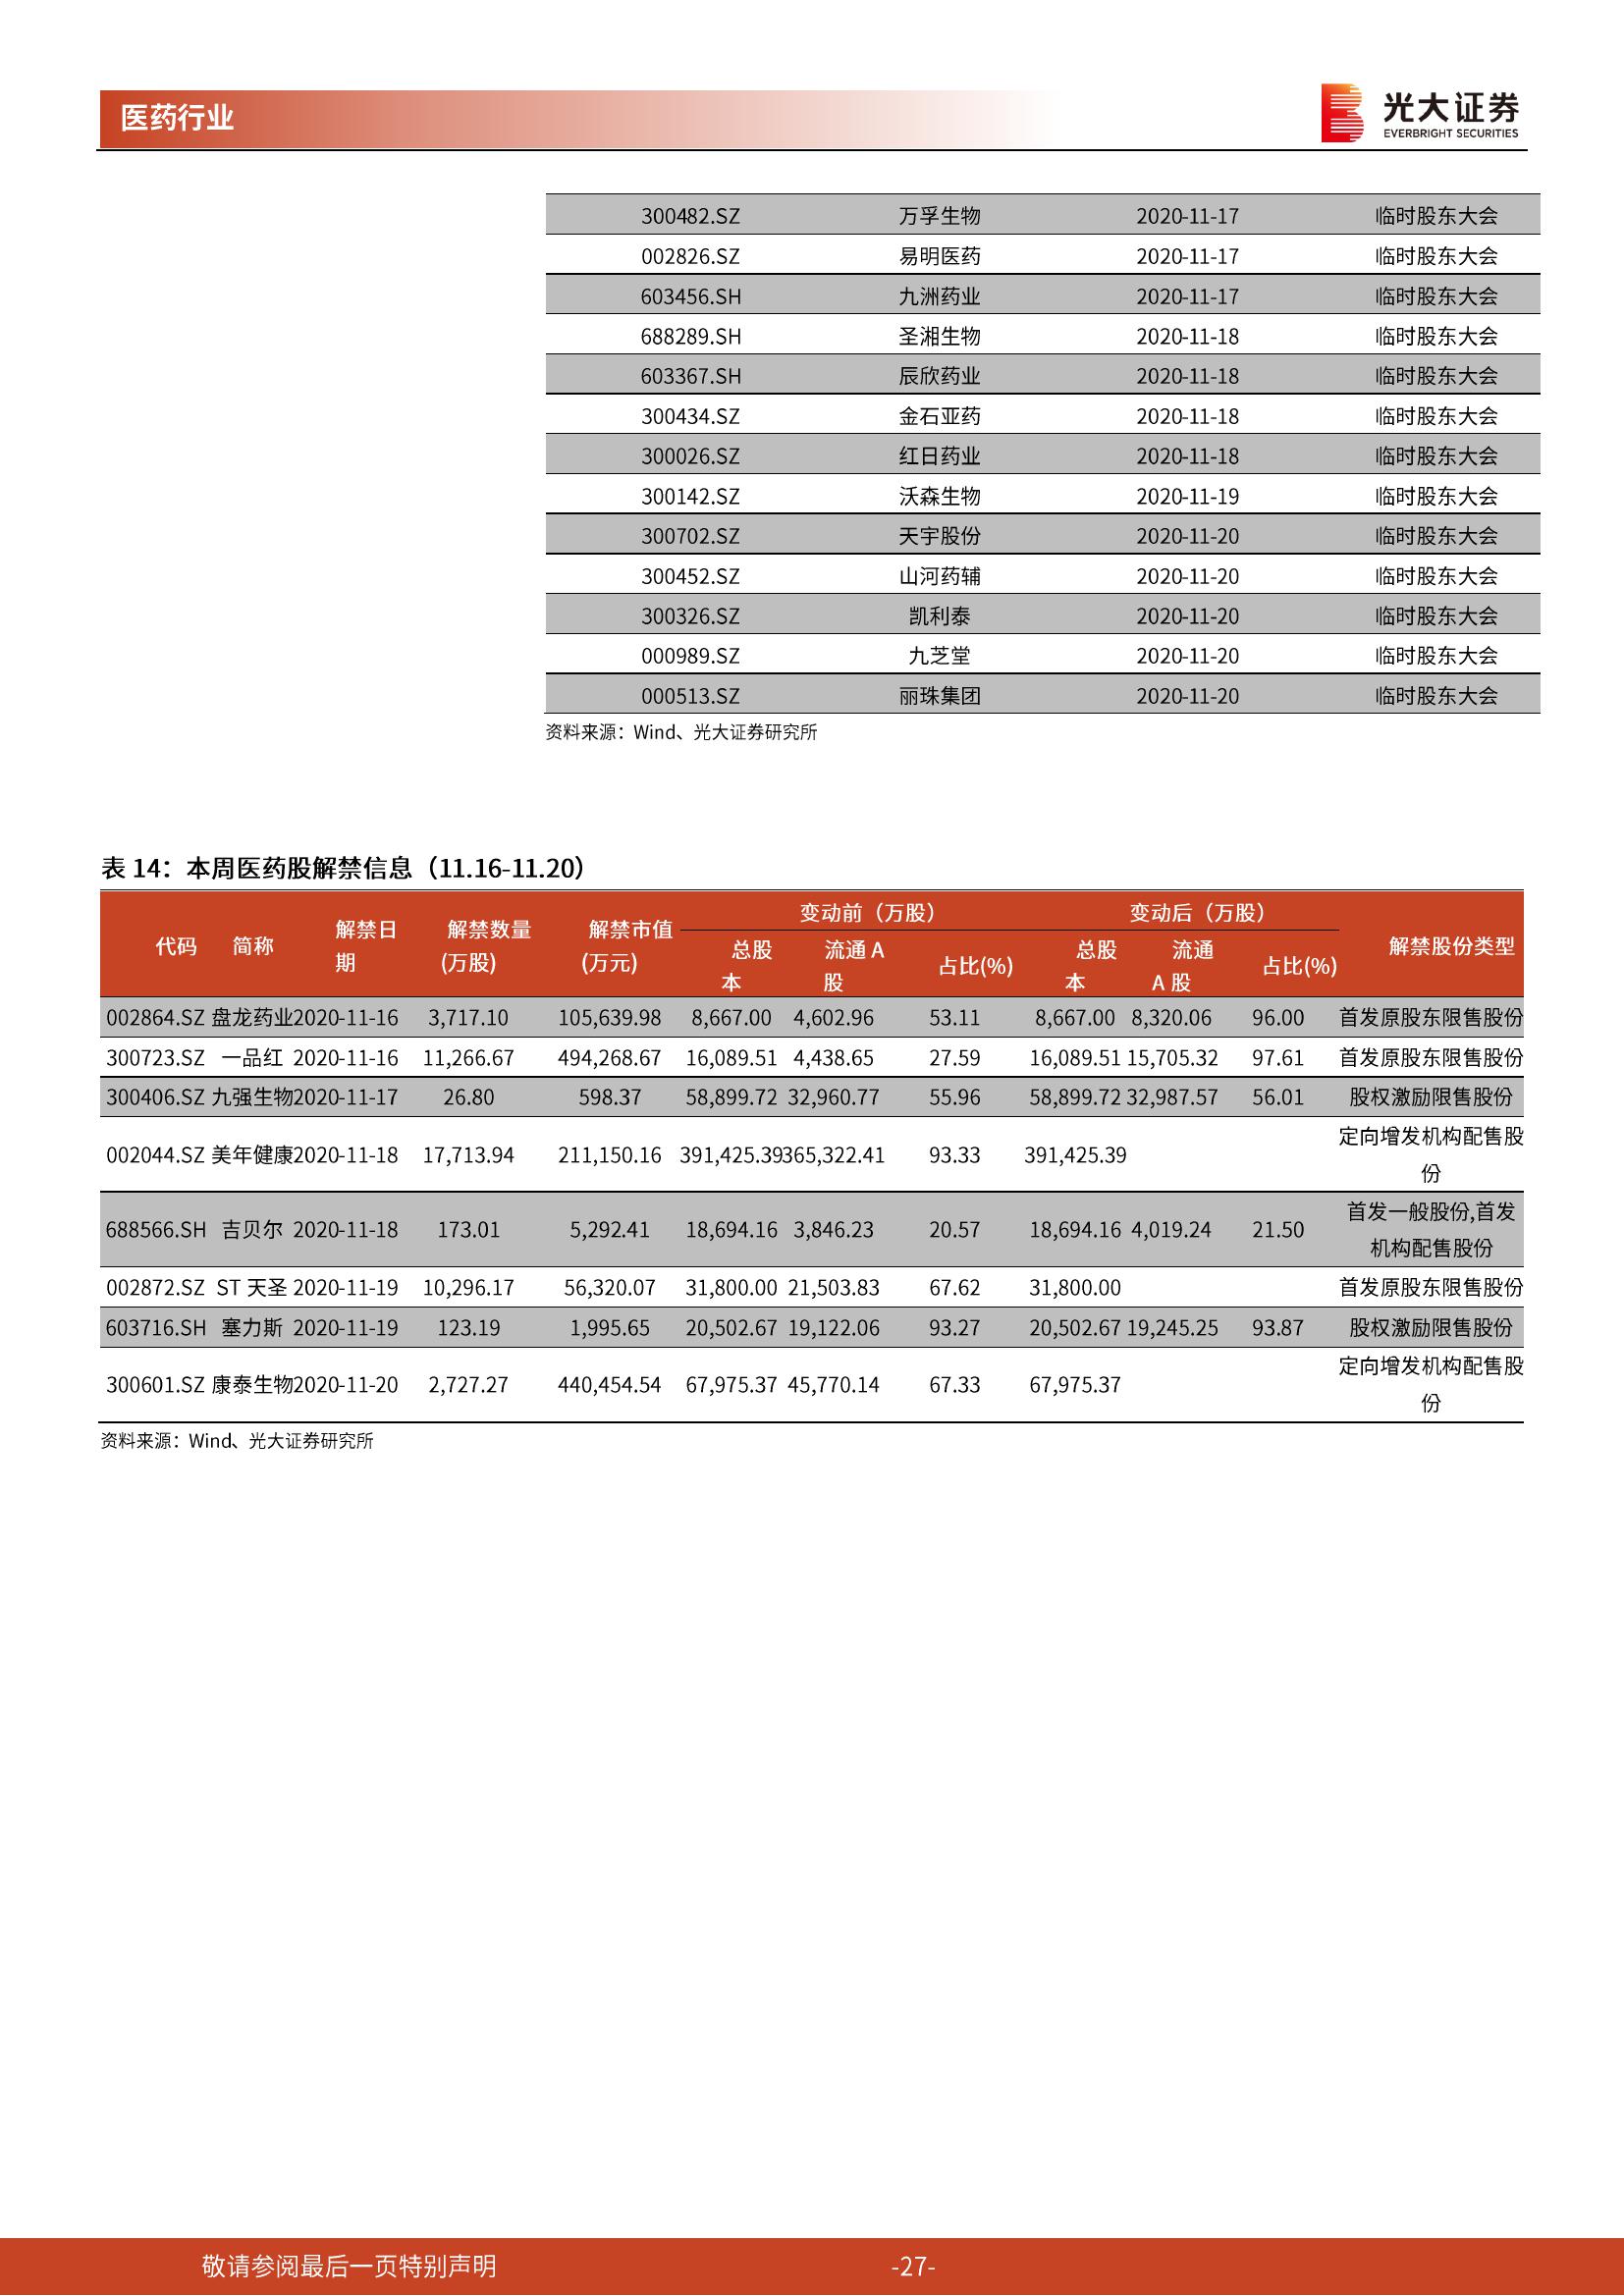 医药行业
光大证券
EVERBRIGHT SECURITIES
300482.SZ 万孚生物 2020-11-17 临时股东大会
002826.SZ 易明医药 2020-11-17 临时股东大会
603456.SH 九洲药业 2020-11-17 临时股东大会
688289.SH 圣湘生物 2020-11-18 临时股东大会
603367.SH 辰欣药业 2020-11-18 临时股东大会
300434.SZ 金石亚药 2020-11-18 临时股东大会
300026.SZ 红日药业 2020-11-18 临时股东大会
300142.SZ 沃森生物 2020-11-19 临时股东大会
300702.SZ 天宇股份 2020-11-20 临时股东大会
300452.SZ 山河药辅 2020-11-20 临时股东大会
300326.SZ 凯利泰 2020-11-20 临时股东大会
000989.SZ 九芝堂 2020-11-20 临时股东大会
000513.SZ 丽珠集团 2020-11-20 临时股东大会
资料来源：Wind、光大证券研究所
表 14：本周医药股解禁信息（11.16-11.20）
代码 简称 解禁日期 解禁数量(万股) 解禁市值(万元) 变动前（万股） 变动后（万股） 解禁股份类型
总股本 流通 A 股 占比(%) 总股本 流通 A 股 占比(%)
002864.SZ 盘龙药业 2020-11-16 3,717.10 105,639.98 8,667.00 4,602.96 53.11 8,667.00 8,320.06 96.00 首发原股东限售股份
300723.SZ 一品红 2020-11-16 11,266.67 494,268.67 16,089.51 4,438.65 27.59 16,089.51 15,705.32 97.61 首发原股东限售股份
300406.SZ 九强生物 2020-11-17 26.80 598.37 58,899.72 32,960.77 55.96 58,899.72 32,987.57 56.01 股权激励限售股份
002044.SZ 美年健康 2020-11-18 17,713.94 211,150.16 391,425.39 365,322.41 93.33 391,425.39 定向增发机构配售股份
688566.SH 吉贝尔 2020-11-18 173.01 5,292.41 18,694.16 3,846.23 20.57 18,694.16 4,019.24 21.50 首发一般股份,首发机构配售股份
002872.SZ ST 天圣 2020-11-19 10,296.17 56,320.07 31,800.00 21,503.83 67.62 31,800.00 首发原股东限售股份
603716.SH 塞力斯 2020-11-19 123.19 1,995.65 20,502.67 19,122.06 93.27 20,502.67 19,245.25 93.87 股权激励限售股份
300601.SZ 康泰生物 2020-11-20 2,727.27 440,454.54 67,975.37 45,770.14 67.33 67,975.37 定向增发机构配售股份
资料来源：Wind、光大证券研究所
敬请参阅最后一页特别声明 -27-